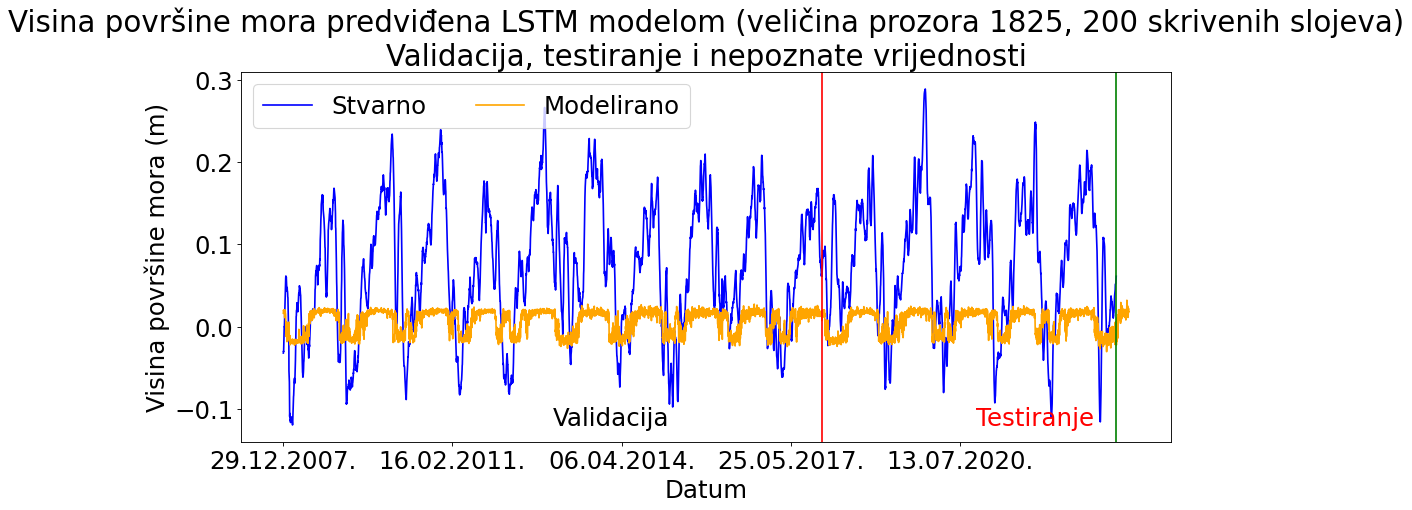 Visina površine mora predviđena LSTM modelom (veličina prozora 1825, 200 skrivenih slojeva)
Validacija, testiranje i nepoznate vrijednosti
Stvarno Modelirano
Visina površine mora (m)
0.3
0.2
0.1
0.0
−0.1
Validacija
Testiranje
29.12.2007. 16.02.2011. 06.04.2014. 25.05.2017. 13.07.2020.
Datum